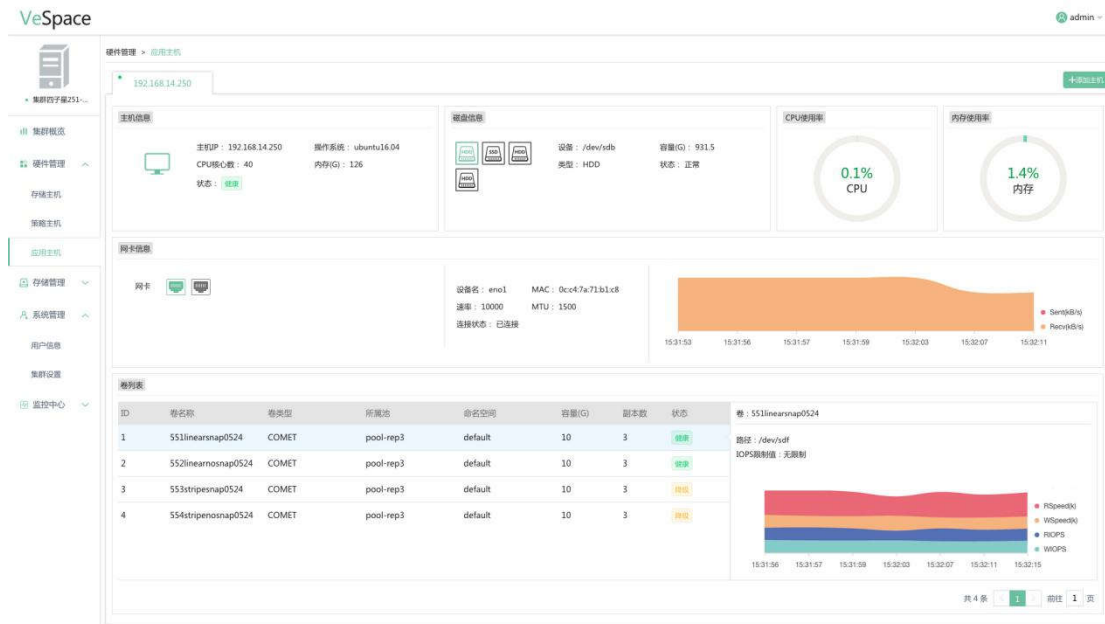 VeSpace
admin
硬件管理 > 应用主机
集群四子星251-...
192.168.14.250
+添加主机
集群概览
硬件管理
存储主机
策略主机
应用主机
存储管理
系统管理
用户信息
集群设置
监控中心
主机信息
主机IP： 192.168.14.250 操作系统： ubuntu16.04
CPU核心数： 40 内存(G)： 126
状态： 健康
磁盘信息
HDD SSD HDD
HDD
设备： /dev/sdb 容量(G)： 931.5
类型： HDD 状态： 正常
CPU使用率
0.1%
CPU
内存使用率
1.4%
内存
网卡信息
网卡
设备名： eno1 MAC： 0c:c4:7a:71:b1:c8
速率： 10000 MTU： 1500
连接状态： 已连接
Sent(kB/s)
Recv(kB/s)
15:31:53 15:31:56 15:31:57 15:31:59 15:32:03 15:32:07 15:32:11
卷列表
ID 卷名称 卷类型 所属池 命名空间 容量(G) 副本数 状态
1 551linearsnap0524 COMET pool-rep3 default 10 3 健康
2 552linearnosnap0524 COMET pool-rep3 default 10 3 健康
3 553stripesnap0524 COMET pool-rep3 default 10 3
4 554stripenosnap0524 COMET pool-rep3 default 10 3
卷：551linearsnap0524
路径：/dev/sdf
IOPS限制值：无限制
RSpeed(k)
WSpeed(k)
RIOPS
WIOPS
15:31:56 15:31:57 15:31:59 15:32:03 15:32:07 15:32:11 15:32:15
共 4 条 1 前往 1 页